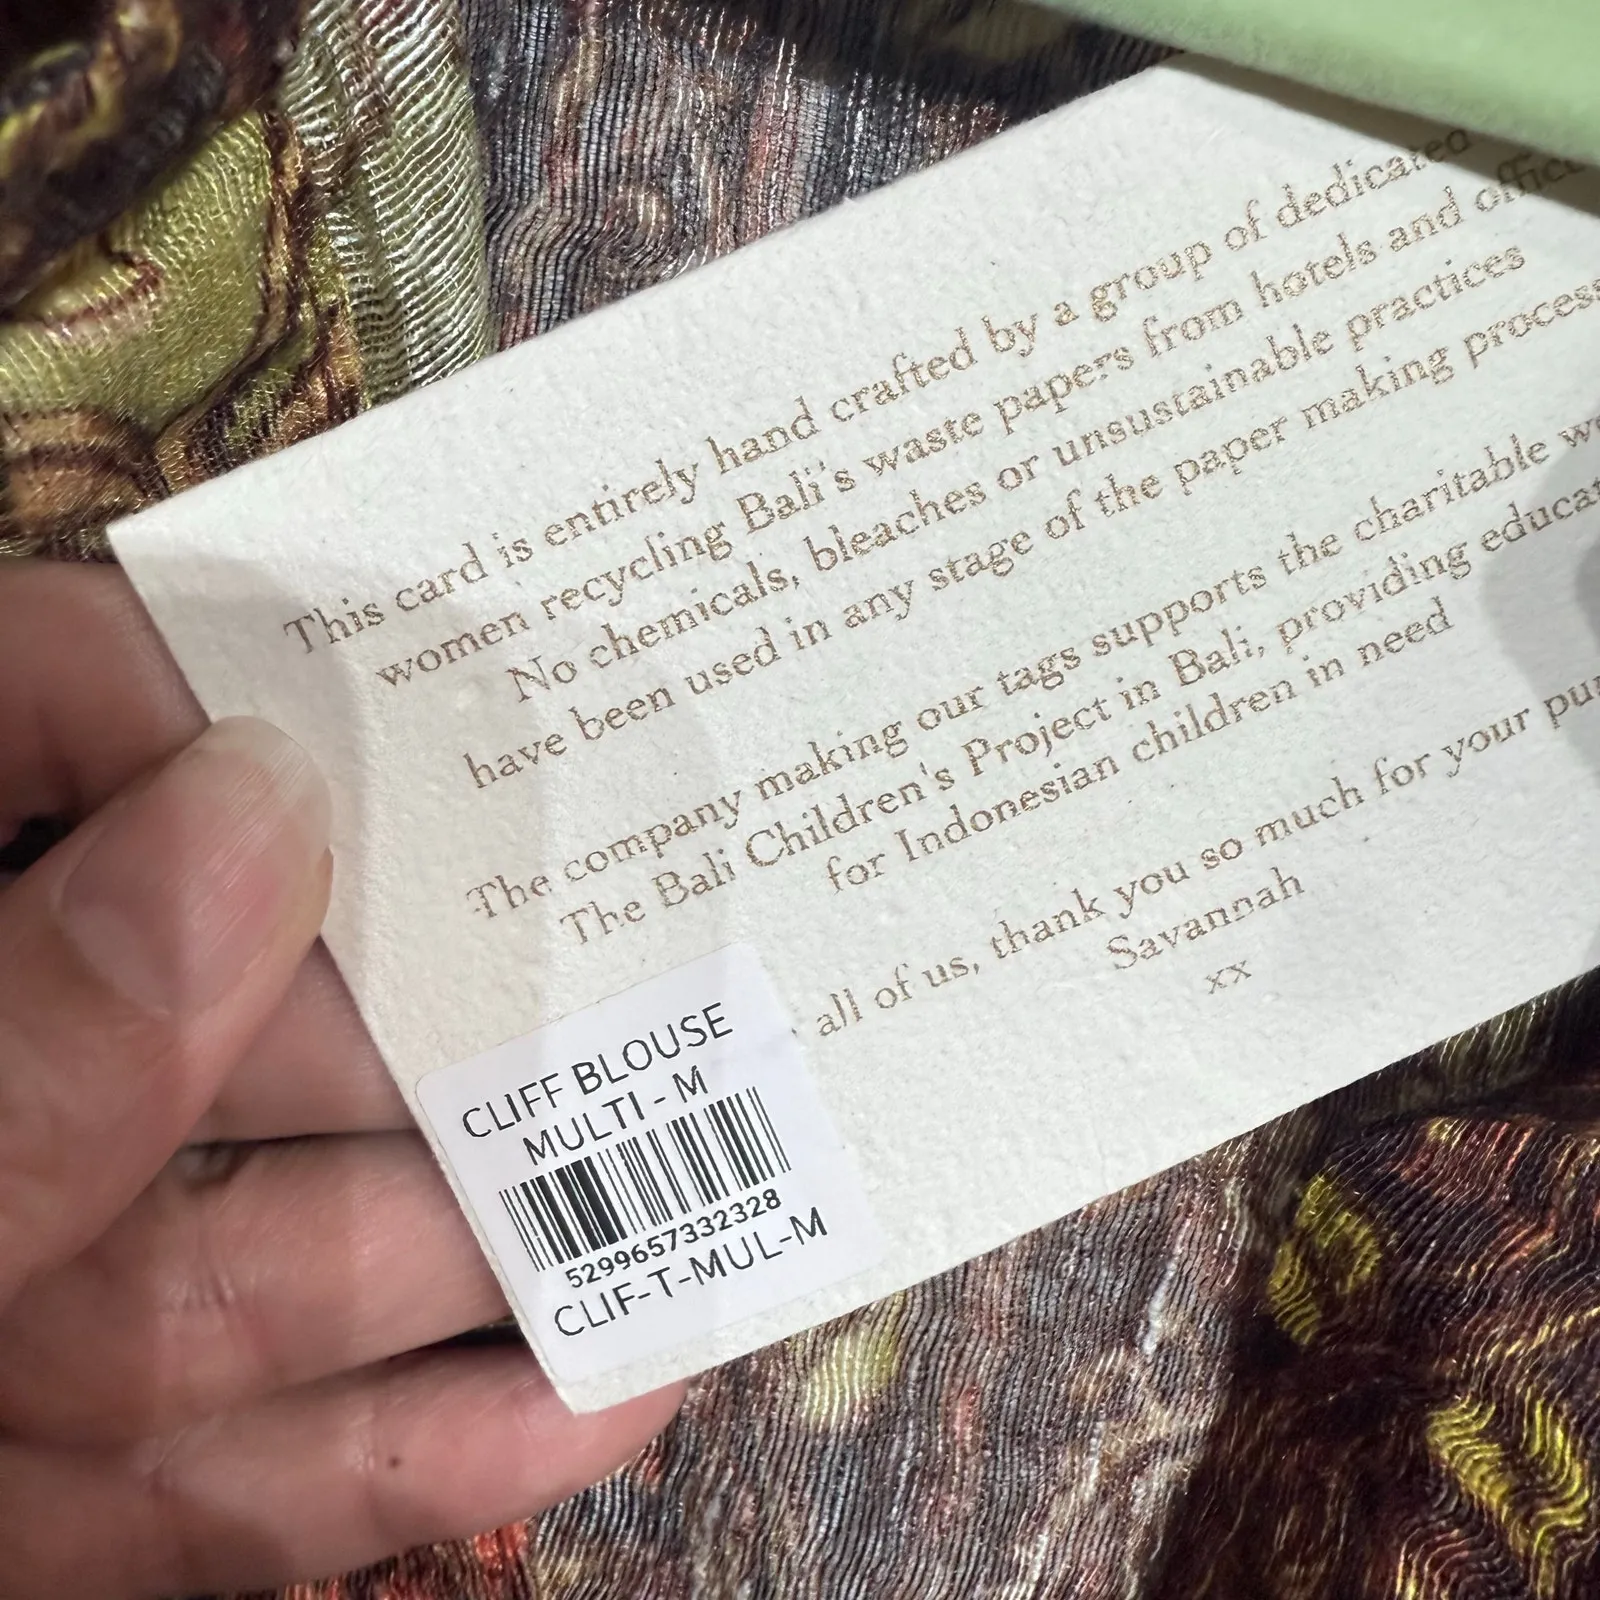 This card is entirely hand crafted by a group of dedicated
women recycling Bali's waste papers from hotels and
No chemicals, bleaches or unsustainable practices
have been used in any stage of the paper making process
The company making our tags supports the charitable
The Bali Children's Project in Bali, providing
for Indonesian children in need
all of us, thank you so much for your
Savannah
xx
CLIFF BLOUSE
MULTI - M
5299657332328
CLIF-T-MUL-M